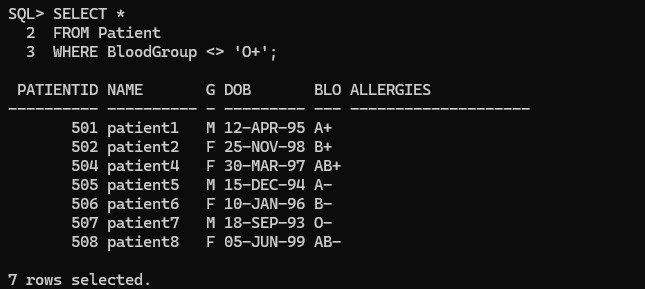 SQL> SELECT *
  2  FROM Patient
  3  WHERE BloodGroup <> 'O+';
 PATIENTID NAME       G DOB       BLO ALLERGIES
---------- ---------- - --------- --- --------------------
       501 patient1   M 12-APR-95 A+
       502 patient2   F 25-NOV-98 B+
       504 patient4   F 30-MAR-97 AB+
       505 patient5   M 15-DEC-94 A-
       506 patient6   F 10-JAN-96 B-
       507 patient7   M 18-SEP-93 O-
       508 patient8   F 05-JUN-99 AB-
7 rows selected.